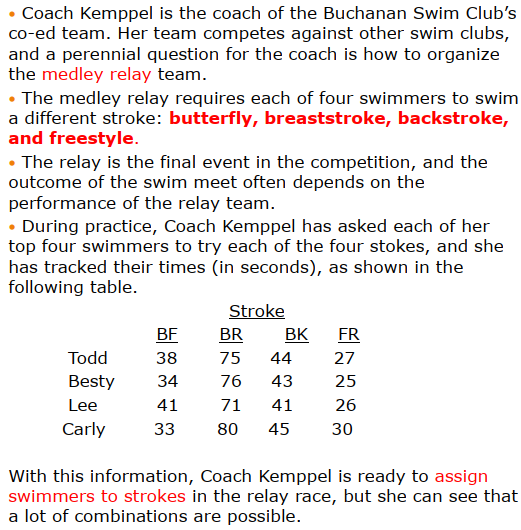 • Coach Kemppel is the coach of the Buchanan Swim Club’s
co-ed team. Her team competes against other swim clubs,
and a perennial question for the coach is how to organize
the medley relay team.
• The medley relay requires each of four swimmers to swim
a different stroke: butterfly, breaststroke, backstroke,
and freestyle.
• The relay is the final event in the competition, and the
outcome of the swim meet often depends on the
performance of the relay team.
• During practice, Coach Kemppel has asked each of her
top four swimmers to try each of the four stokes, and she
has tracked their times (in seconds), as shown in the
following table.
Stroke
BF BR BK FR
Todd 38 75 44 27
Besty 34 76 43 25
Lee 41 71 41 26
Carly 33 80 45 30
With this information, Coach Kemppel is ready to assign
swimmers to strokes in the relay race, but she can see that
a lot of combinations are possible.